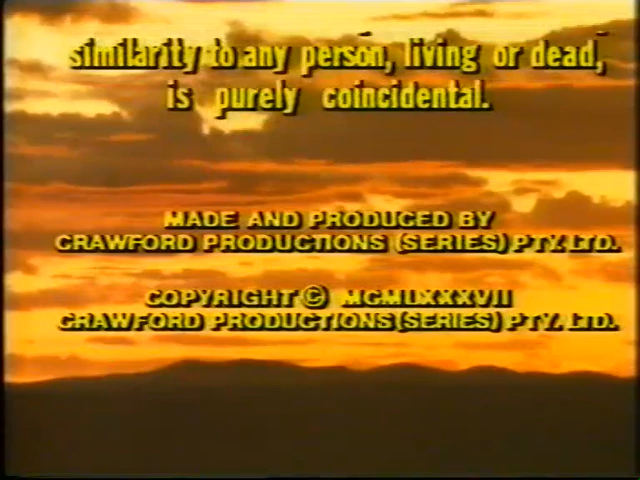 similarity to any person, living or dead,
is purely coincidental.
MADE AND PRODUCED BY
CRAWFORD PRODUCTIONS (SERIES) PTY. LTD.
COPYRIGHT © MCMLXXXVII
CRAWFORD PRODUCTIONS (SERIES) PTY. LTD.